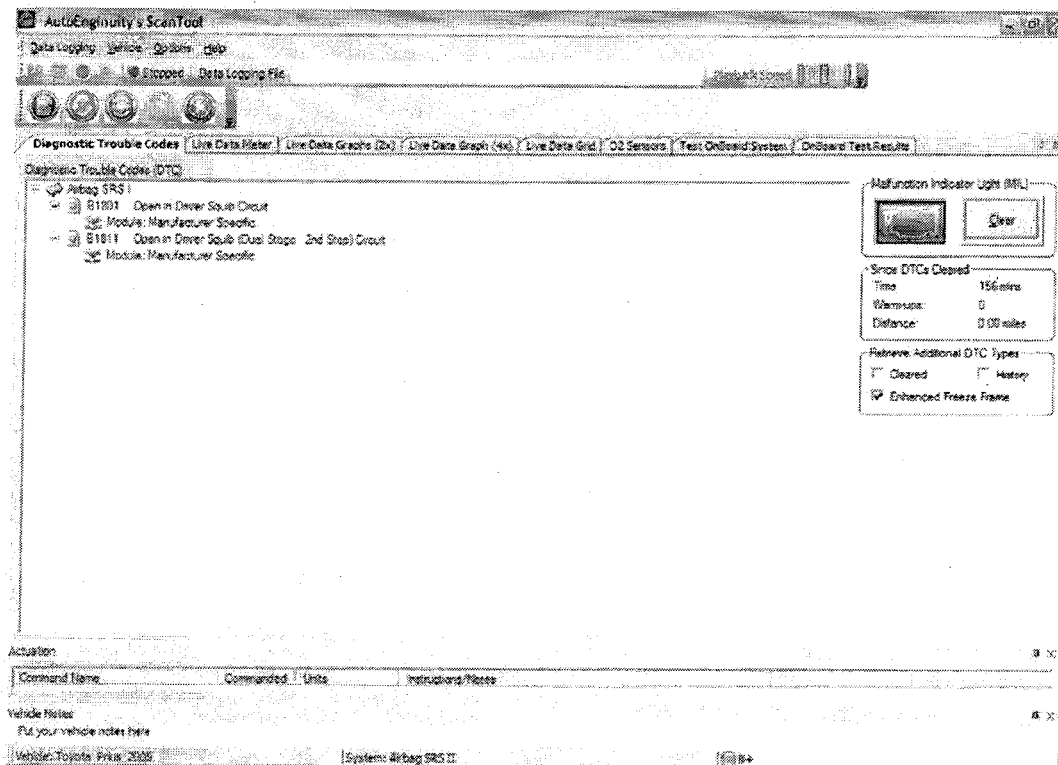 AutoEnginuity's ScanTool
Data Logging Vehicle Options Help
Stopped Data Logging File
Diagnostic Trouble Codes Live Data Meter Live Data Graphs (2x) Live Data Graph (4x) Live Data Grid O2 Sensors Test OnBoard System OnBoard Test Results
Diagnostic Trouble Codes (DTC)
Airbag SRS I
B1801 Open in Driver Squib Circuit
Module: Manufacturer Specific
B1811 Open in Driver Squib (Dual Stage 2nd Step) Circuit
Module: Manufacturer Specific
Malfunction Indicator Light (MIL)
Clear
Since DTCs Cleared
Time 156 mins
Warm-ups: 0
Distance: 0.00 miles
Retrieve Additional DTC Types
Cleared History
Enhanced Freeze Frame
Actuation
Command Name Commanded Units Instructions/Notes
Vehicle Notes
Put your vehicle notes here
Vehicle: Toyota Prius System: Airbag SRS B+